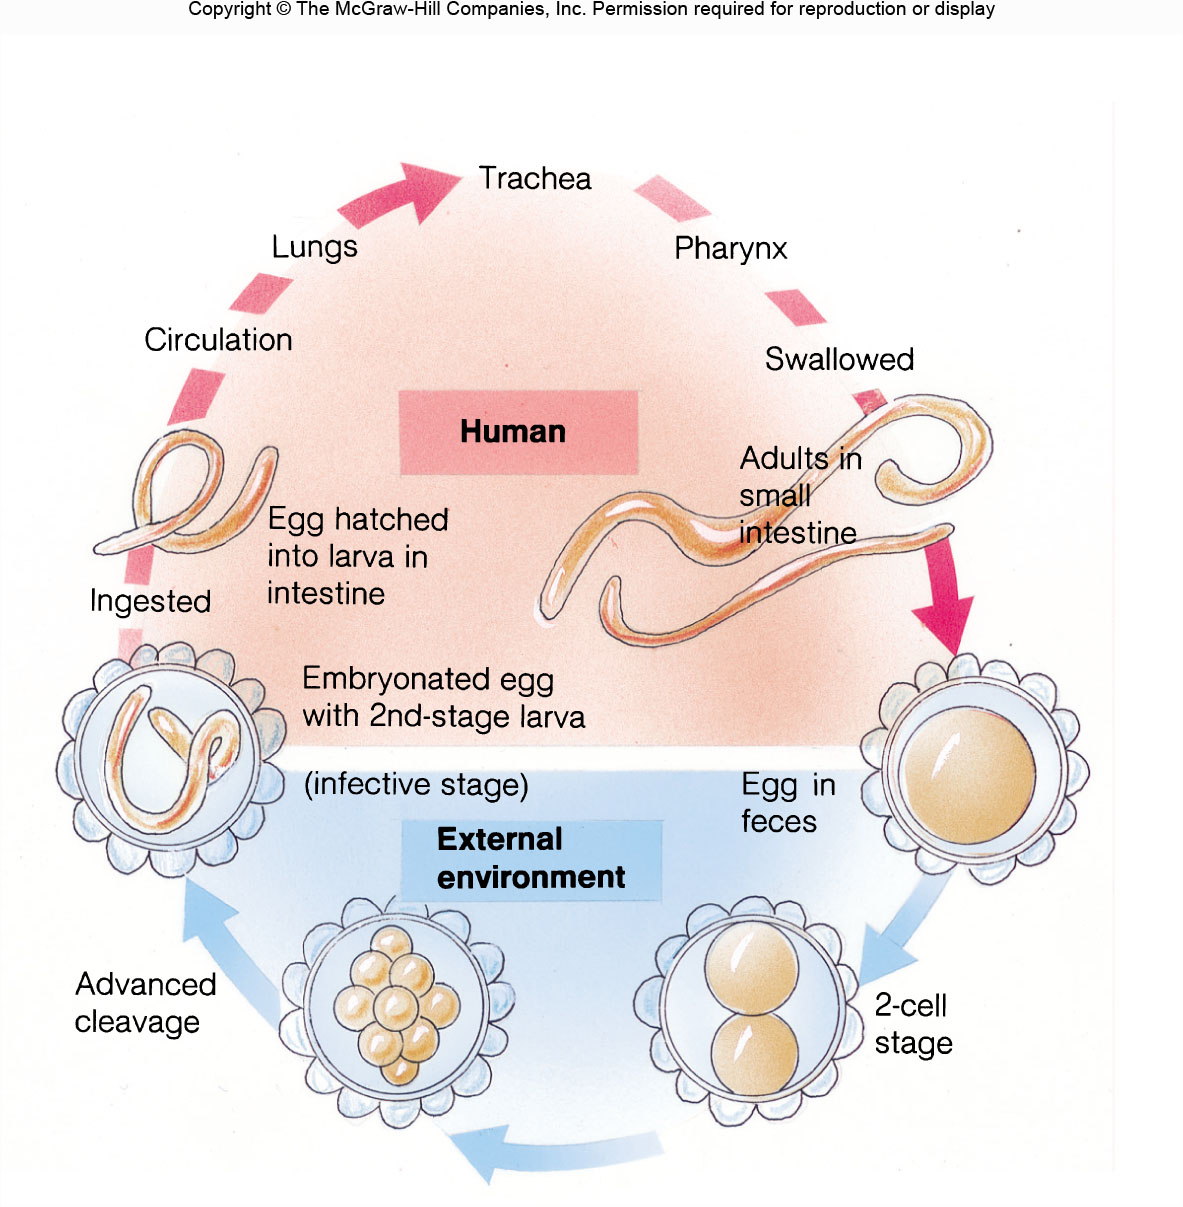 Copyright © The McGraw-Hill Companies, Inc. Permission required for reproduction or display
Trachea
Lungs
Pharynx
Circulation
Swallowed
Human
Adults in
small
intestine
Egg hatched
into larva in
intestine
Ingested
Embryonated egg
with 2nd-stage larva
(infective stage)
Egg in
feces
External
environment
Advanced
cleavage
2-cell
stage